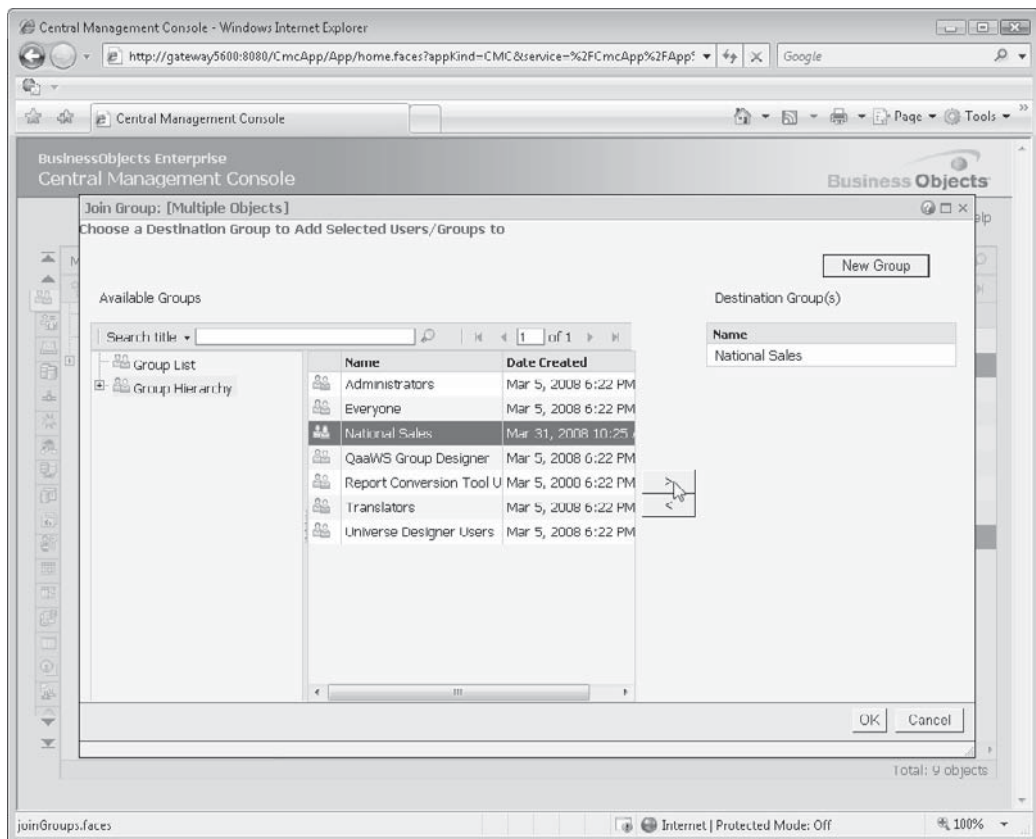 Central Management Console - Windows Internet Explorer
http://gateway5600:8080/CmcApp/App/home.faces?appKind=CMC&service=%2FCmcApp%2FApp
Google
Central Management Console
Page
Tools
BusinessObjects Enterprise
Central Management Console
Business Objects
Join Group: [Multiple Objects]
Choose a Destination Group to Add Selected Users/Groups to
New Group
Available Groups
Destination Group(s)
Search title
1 of 1
Name
Group List
Group Hierarchy
Name Date Created
Administrators Mar 5, 2008 6:22 PM
Everyone Mar 5, 2008 6:22 PM
National Sales Mar 31, 2008 10:25
QaaWS Group Designer Mar 5, 2008 6:22 PM
Report Conversion Tool U Mar 5, 2008 6:22 PM
Translators Mar 5, 2008 6:22 PM
Universe Designer Users Mar 5, 2008 6:22 PM
>
<
National Sales
OK Cancel
Total: 9 objects
joinGroups.faces
Internet | Protected Mode: Off
100%